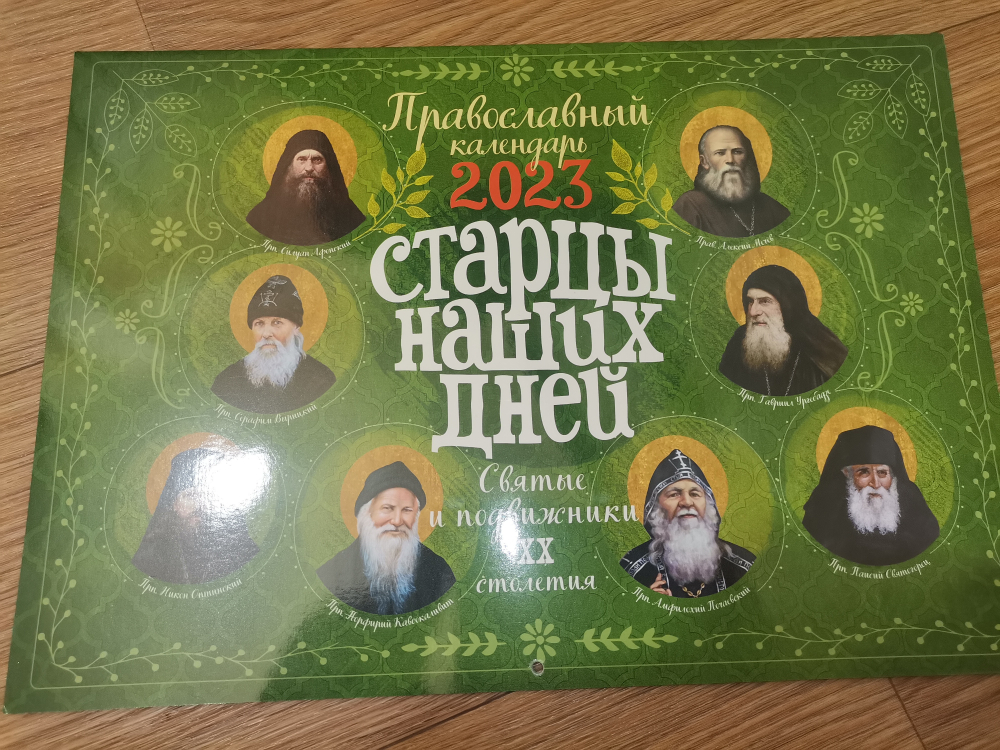 Православный
календарь
2023
старцы
наших
дней
Святые
и подвижники
XX
столетия
Прп. Силуан Афонский
Прав. Алексий Мечёв
Прп. Серафим Вырицкий
Прп. Гавриил Ургебадзе
Прп. Никон Оптинский
Прп. Порфирий Кавсокаливит
Прп. Амфилохий Почаевский
Прп. Паисий Святогорец